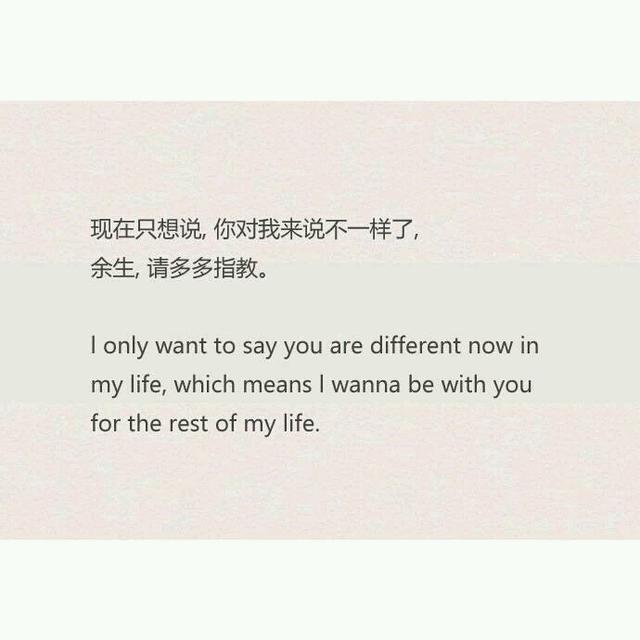 现在只想说, 你对我来说不一样了,
余生, 请多多指教。
I only want to say you are different now in
my life, which means I wanna be with you
for the rest of my life.